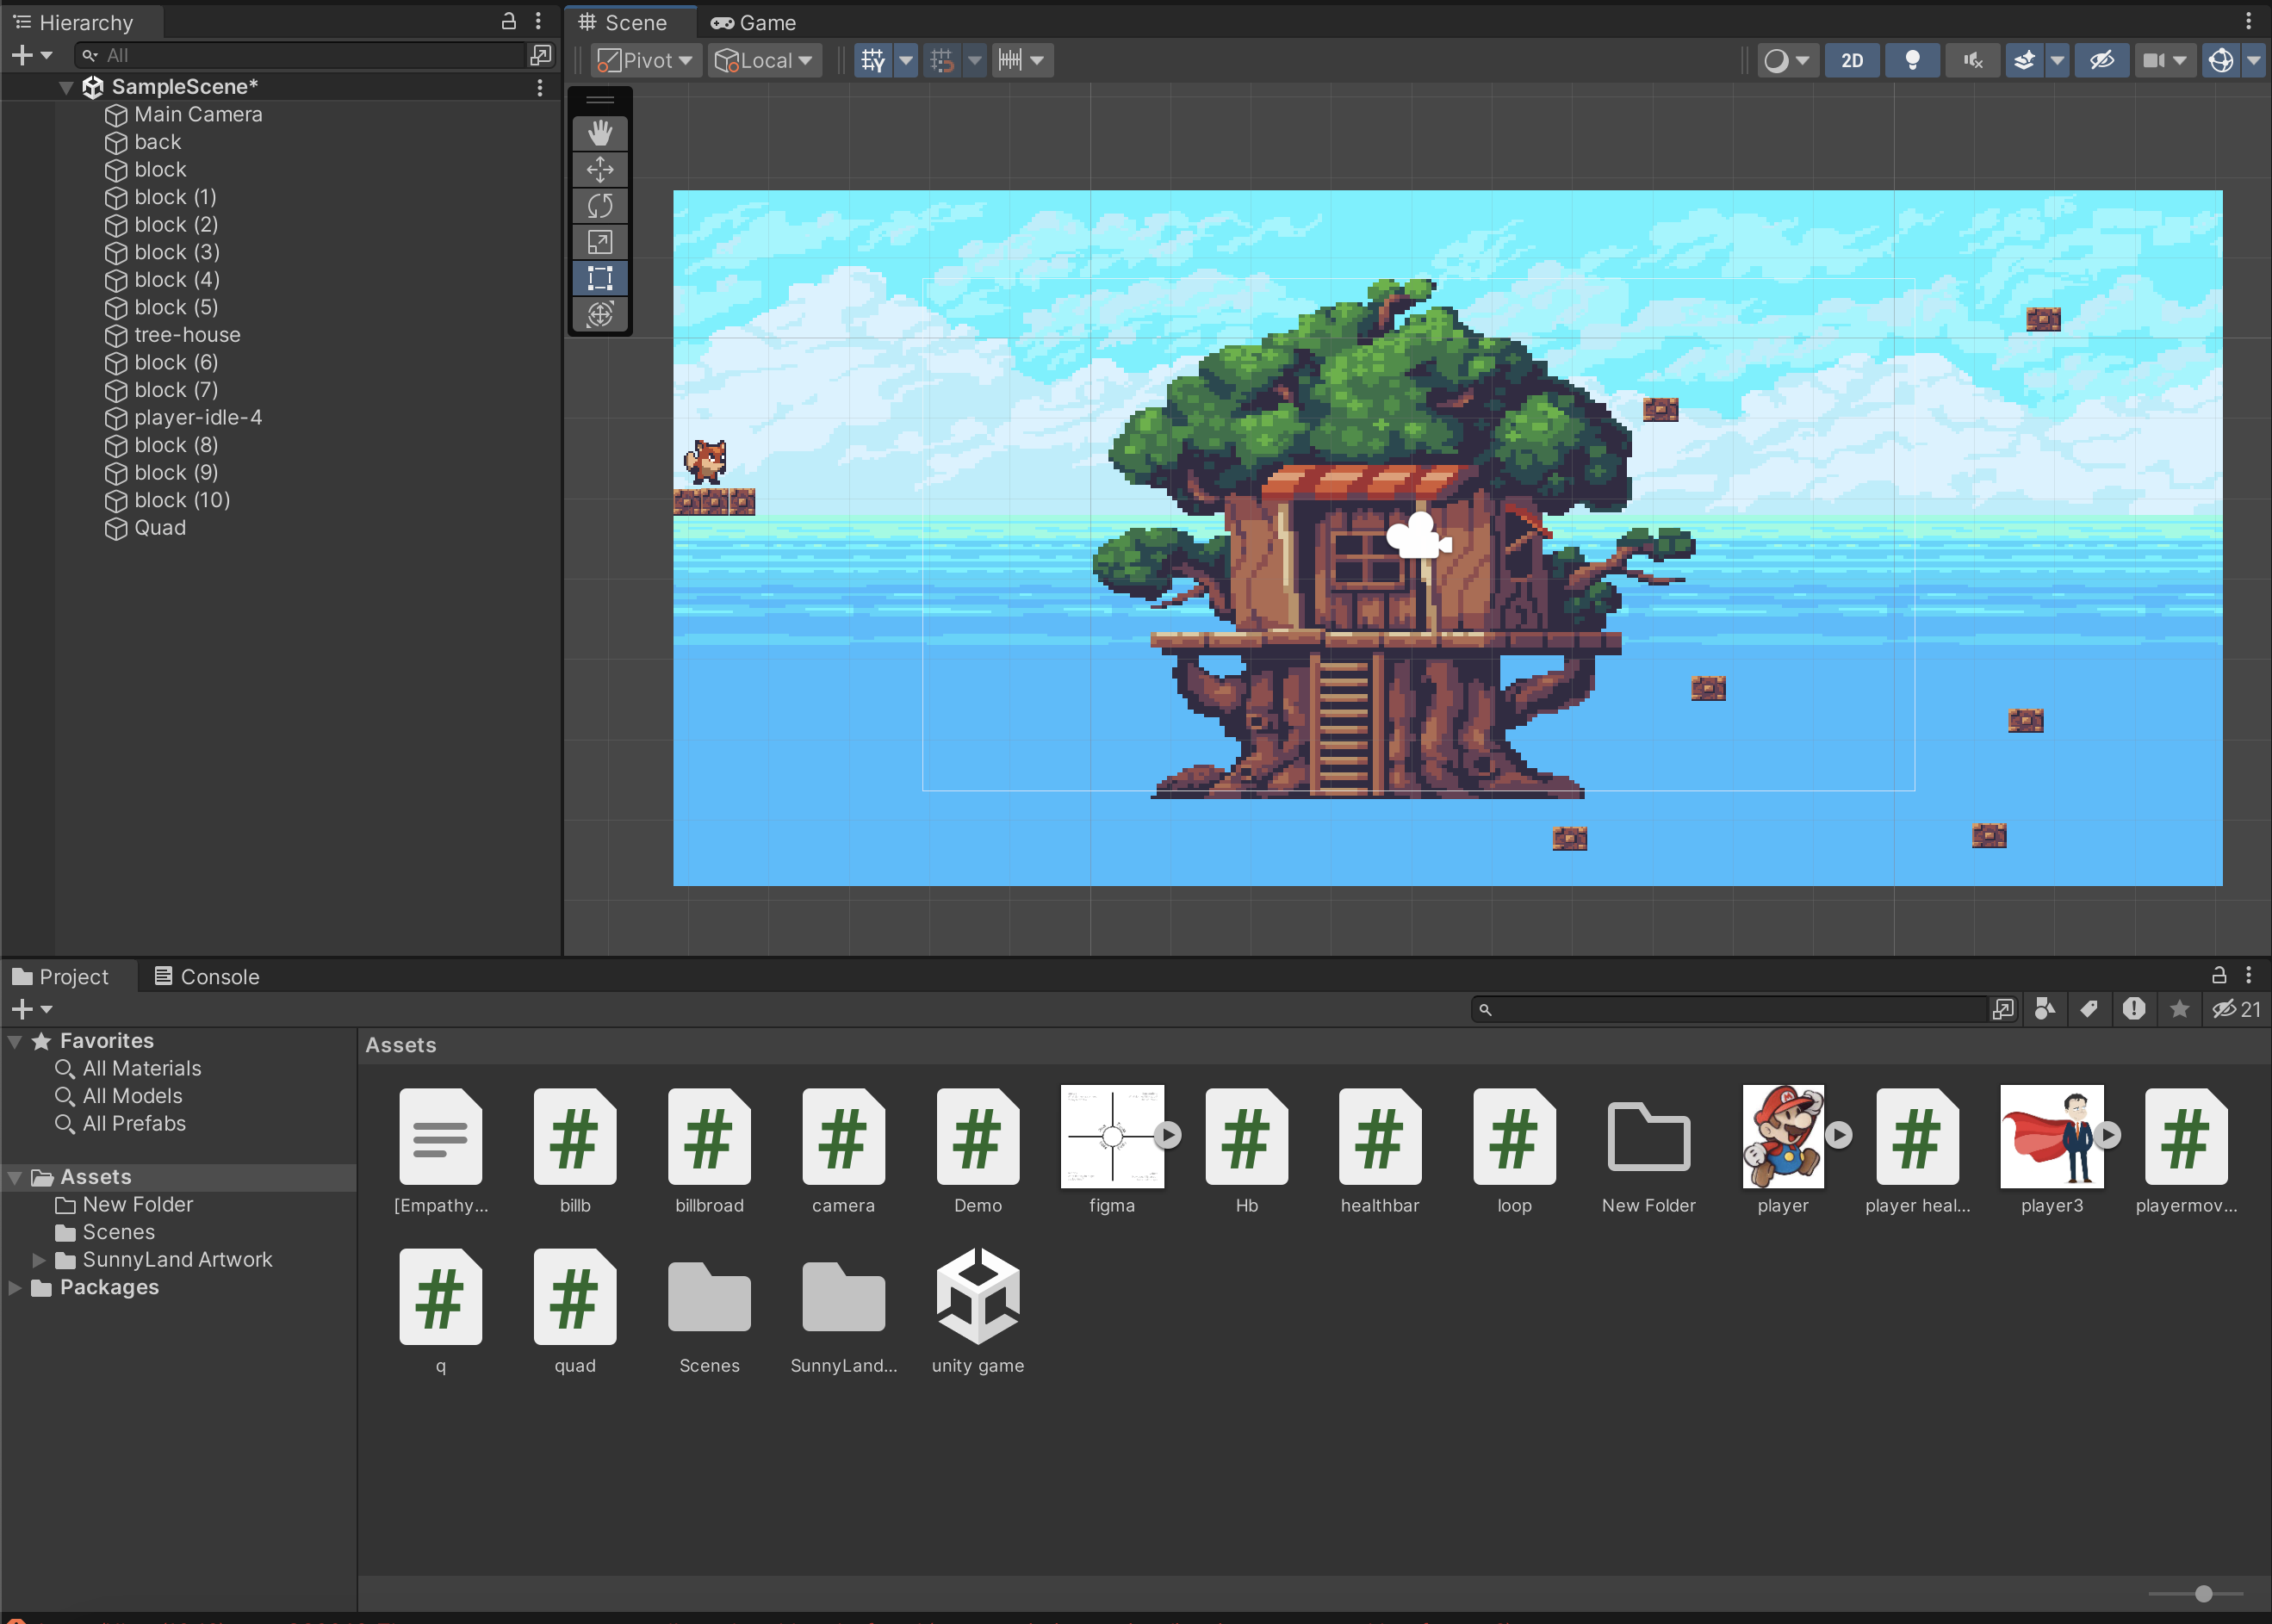 Hierarchy
All
SampleScene*
Main Camera
back
block
block (1)
block (2)
block (3)
block (4)
block (5)
tree-house
block (6)
block (7)
player-idle-4
block (8)
block (9)
block (10)
Quad
Scene
Game
Pivot
Local
2D
Project
Console
21
Favorites
All Materials
All Models
All Prefabs
Assets
New Folder
Scenes
SunnyLand Artwork
Packages
Assets
[Empathy...
billb
billbroad
camera
Demo
figma
Hb
healthbar
loop
New Folder
player
player heal...
player3
playermov...
q
quad
Scenes
SunnyLand...
unity game